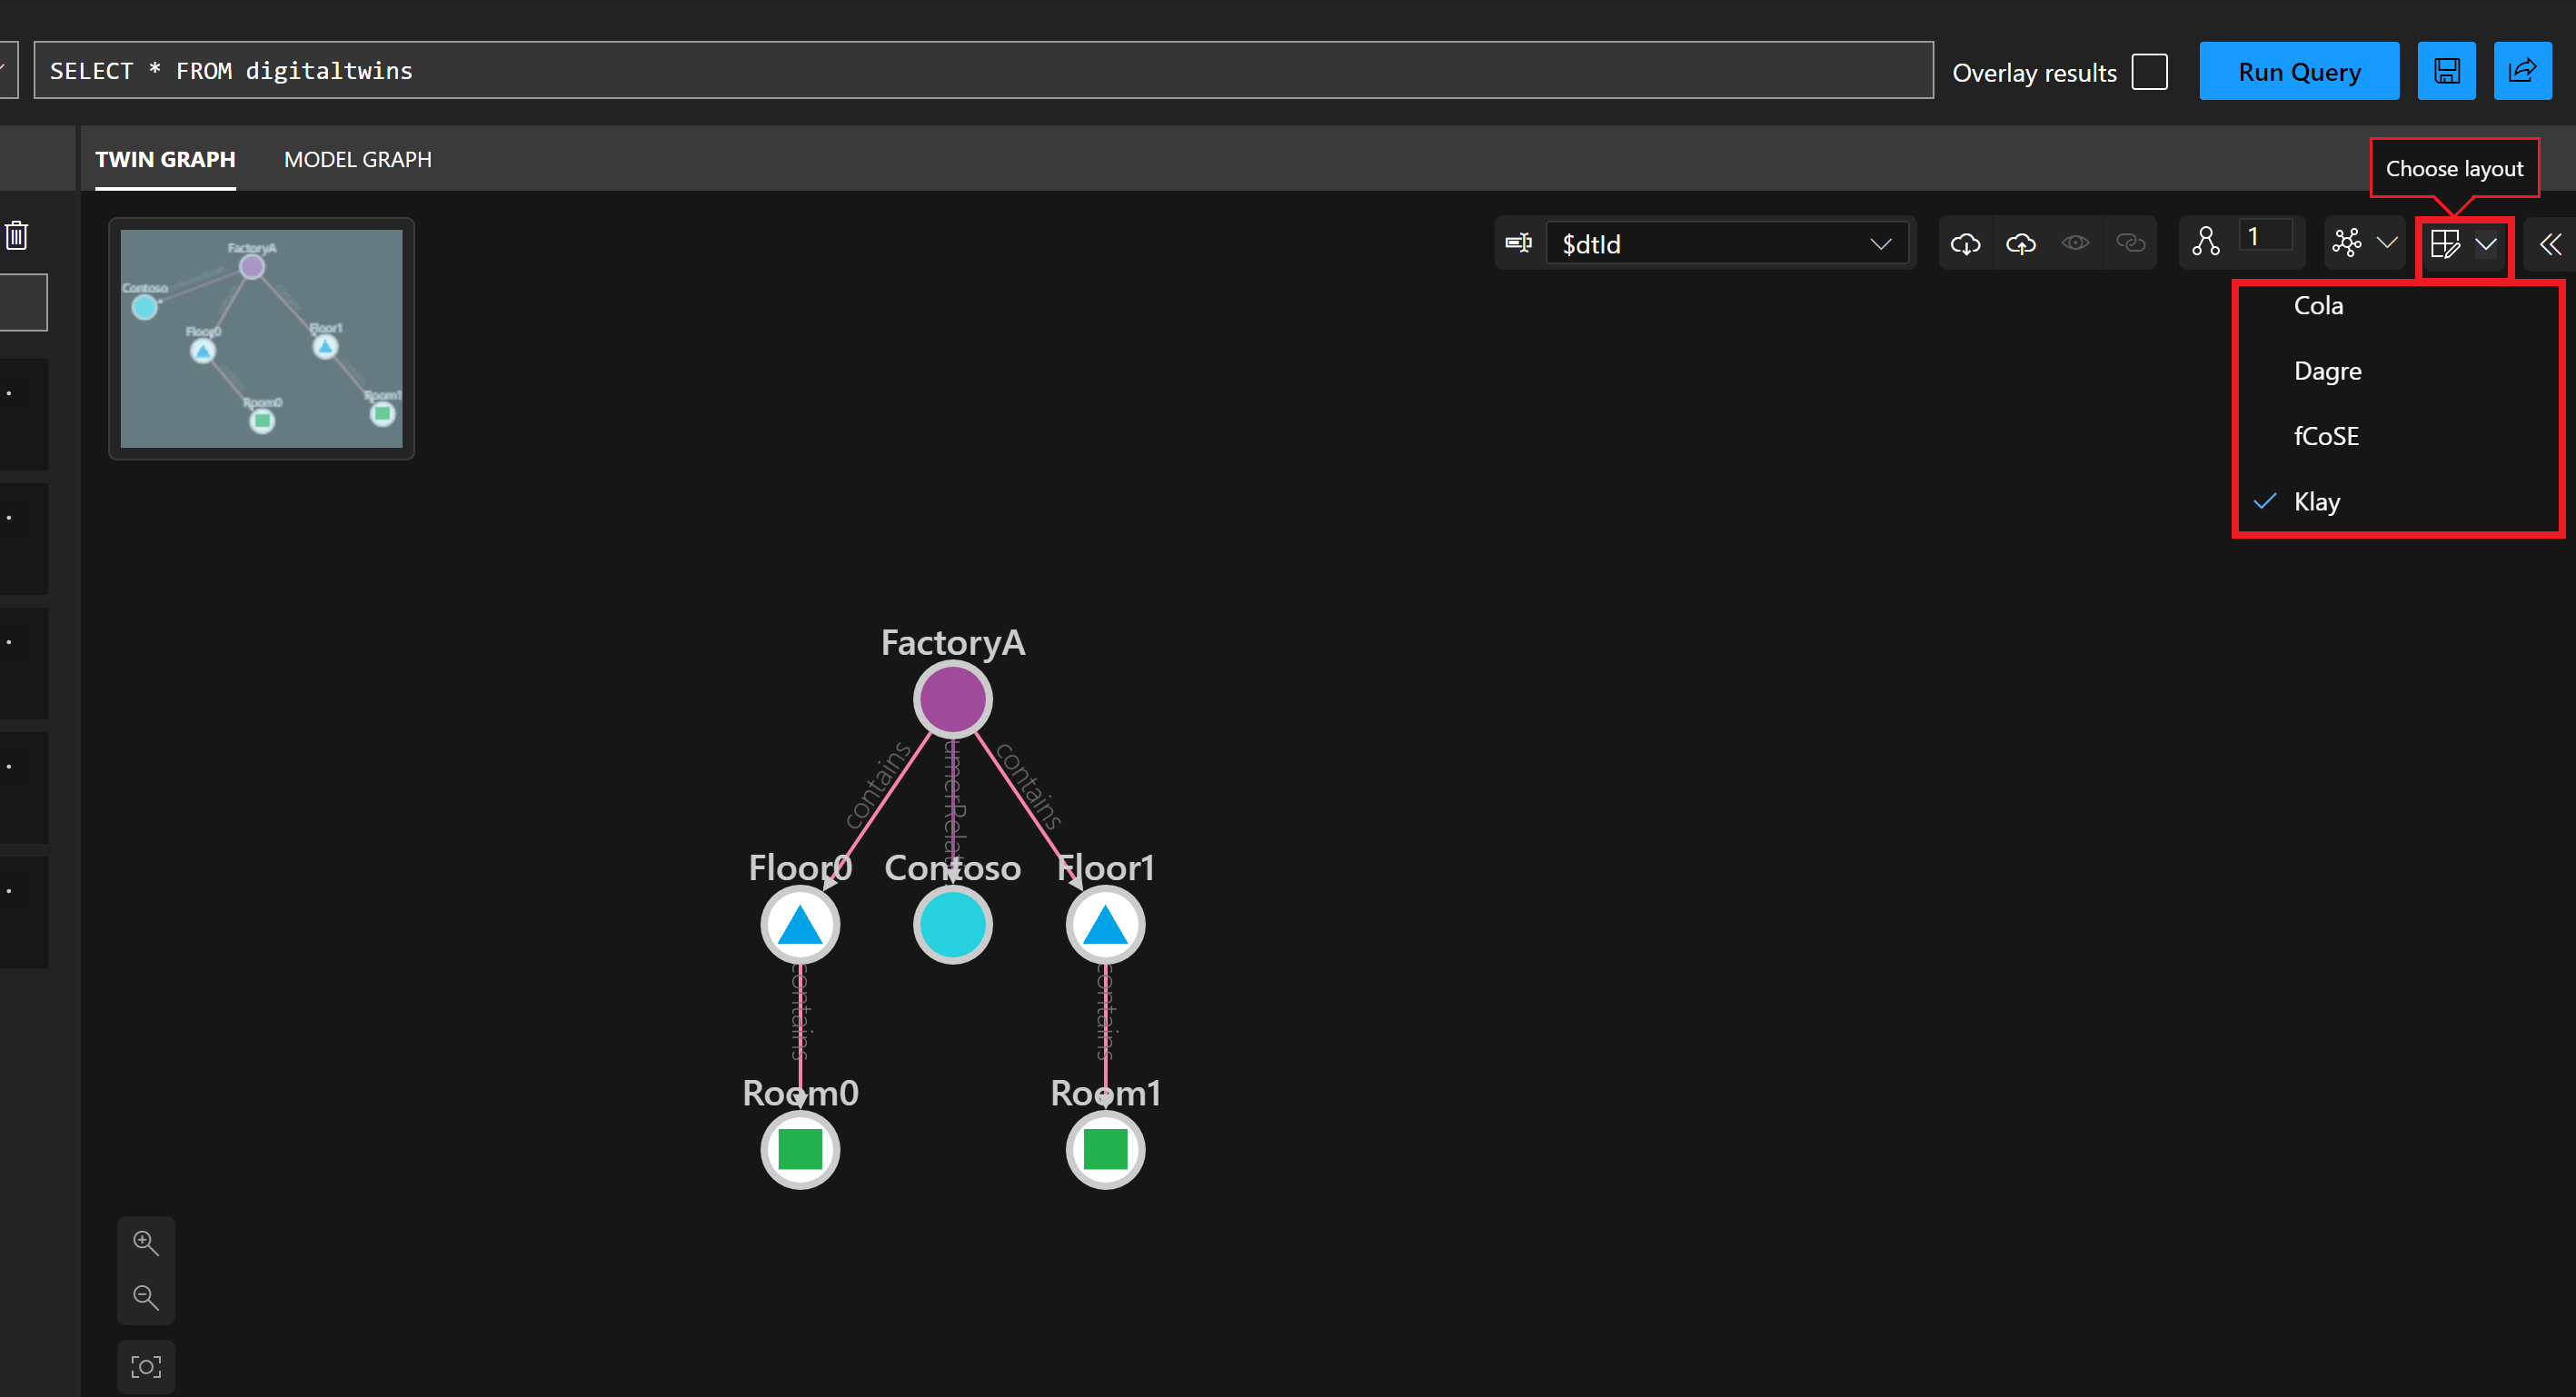 SELECT * FROM digitaltwins
Overlay results
Run Query
TWIN GRAPH
MODEL GRAPH
Choose layout
$dtId
1
Cola
Dagre
fCoSE
Klay
FactoryA
Contoso
Floor0
Floor1
Room0
Room1
FactoryA
contains
contains
Floor0
Contoso
Floor1
contains
contains
Room0
Room1